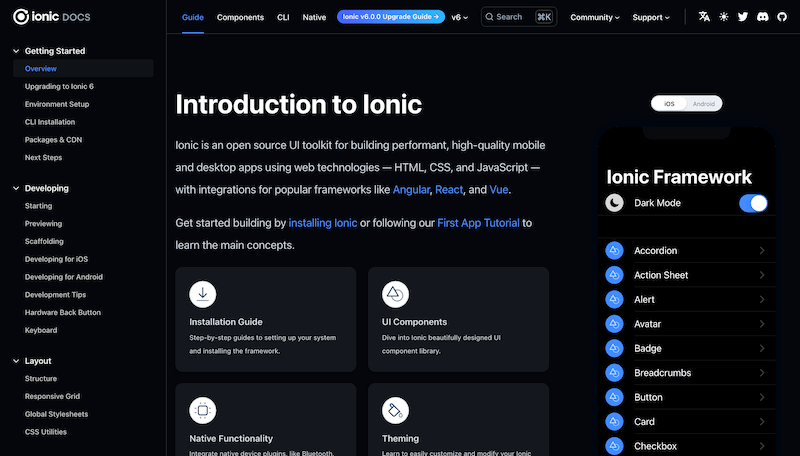 ionic DOCS
Guide Components CLI Native Ionic v6.0.0 Upgrade Guide → v6 Search ⌘K Community Support
Getting Started
Overview
Upgrading to Ionic 6
Environment Setup
CLI Installation
Packages & CDN
Next Steps
Developing
Starting
Previewing
Scaffolding
Developing for iOS
Developing for Android
Development Tips
Hardware Back Button
Keyboard
Layout
Structure
Responsive Grid
Global Stylesheets
CSS Utilities
Introduction to Ionic
Ionic is an open source UI toolkit for building performant, high-quality mobile
and desktop apps using web technologies — HTML, CSS, and JavaScript —
with integrations for popular frameworks like Angular, React, and Vue.
Get started building by installing Ionic or following our First App Tutorial to
learn the main concepts.
Installation Guide
Step-by-step guides to setting up your system
and installing the framework.
UI Components
Dive into Ionic beautifully designed UI
component library.
Native Functionality
Integrate native device plugins, like Bluetooth,
Theming
Learn to easily customize and modify your Ionic
iOS Android
Ionic Framework
Dark Mode
Accordion
Action Sheet
Alert
Avatar
Badge
Breadcrumbs
Button
Card
Checkbox